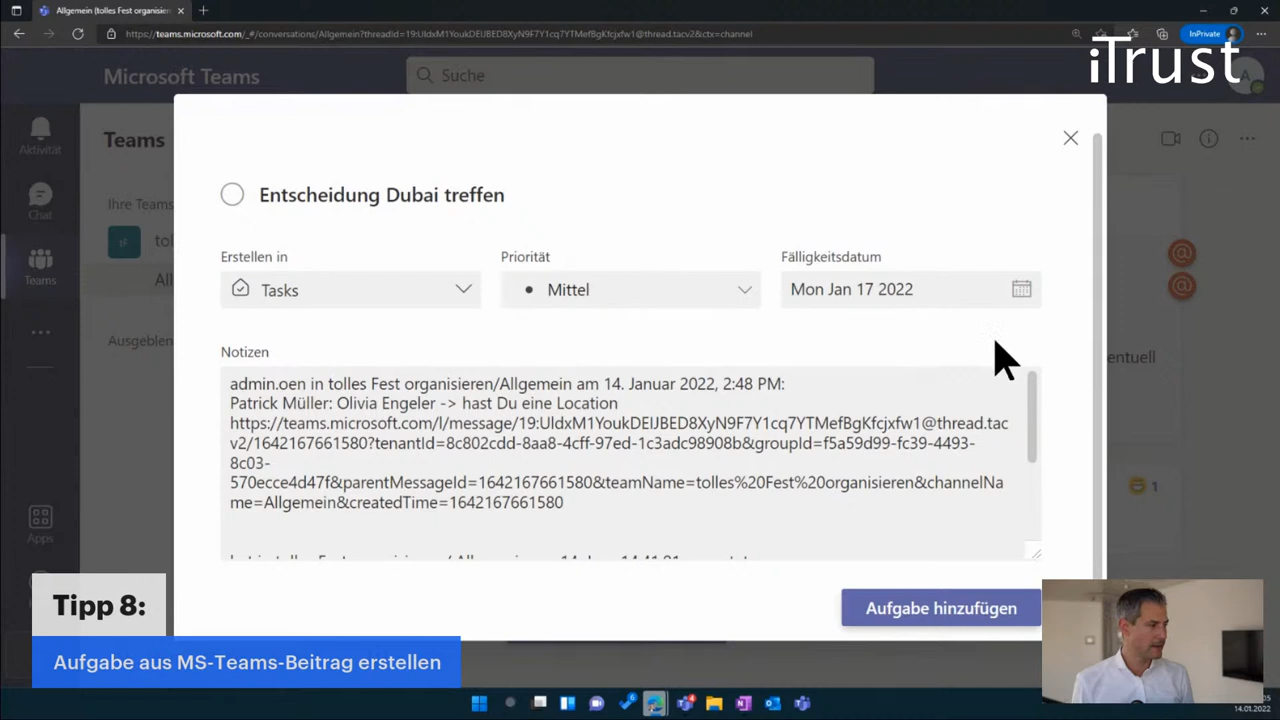 Allgemein (tolles Fest organisier
https://teams.microsoft.com/_#/conversations/Allgemein?threadId=19:UldxM1YoukDEIJBED8XyN9F7Y1cq7YTMefBgKfcjxfw1@thread.tacv2&ctx=channel
InPrivate
iTrust
Microsoft Teams
Suche
A
Aktivität
Chat
Teams
Apps
Teams
Ihre Teams
tol
All
Ausgeblen
Entscheidung Dubai treffen
Erstellen in
Priorität
Fälligkeitsdatum
Tasks
Mittel
Mon Jan 17 2022
Notizen
admin.oen in tolles Fest organisieren/Allgemein am 14. Januar 2022, 2:48 PM:
Patrick Müller: Olivia Engeler -> hast Du eine Location
https://teams.microsoft.com/l/message/19:UldxM1YoukDEIJBED8XyN9F7Y1cq7YTMefBgKfcjxfw1@thread.tac
v2/1642167661580?tenantId=8c802cdd-8aa8-4cff-97ed-1c3adc98908b&groupId=f5a59d99-fc39-4493-
8c03-
570ecce4d47f&parentMessageId=1642167661580&teamName=tolles%20Fest%20organisieren&channelNa
me=Allgemein&createdTime=1642167661580
entuell
1
Aufgabe hinzufügen
Tipp 8:
Aufgabe aus MS-Teams-Beitrag erstellen
14.01.2022